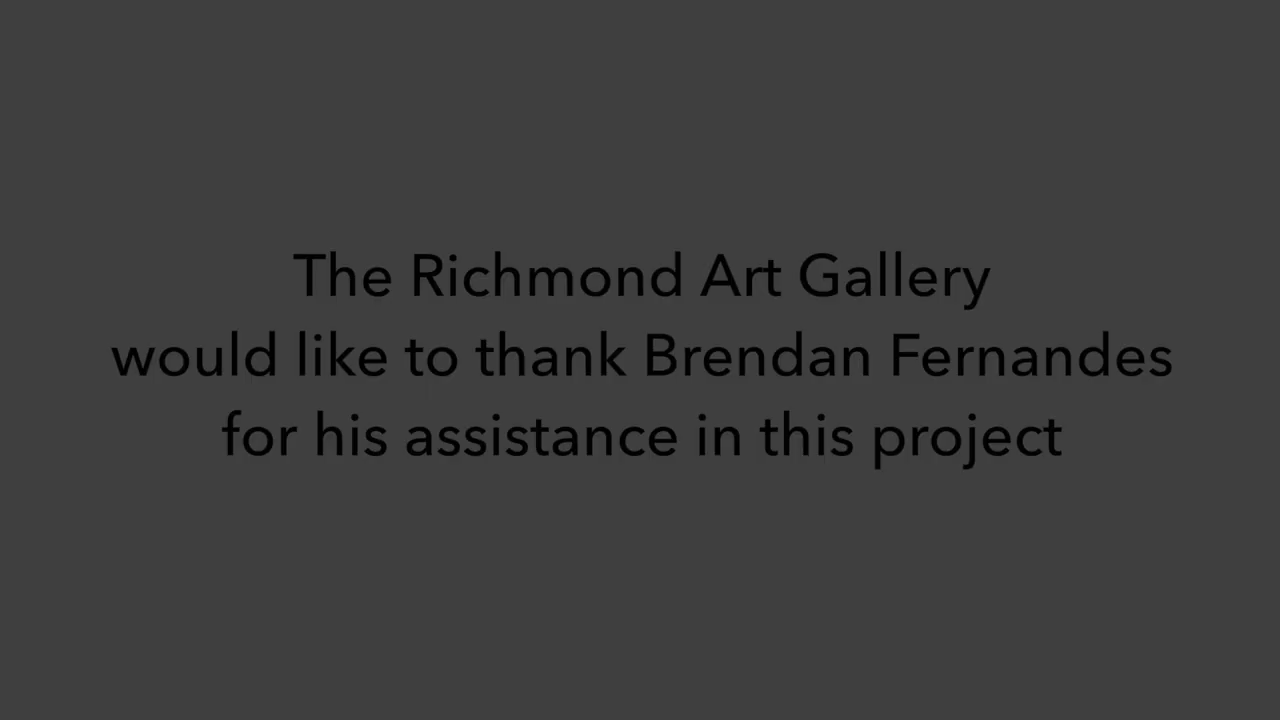 The Richmond Art Gallery
would like to thank Brendan Fernandes
for his assistance in this project